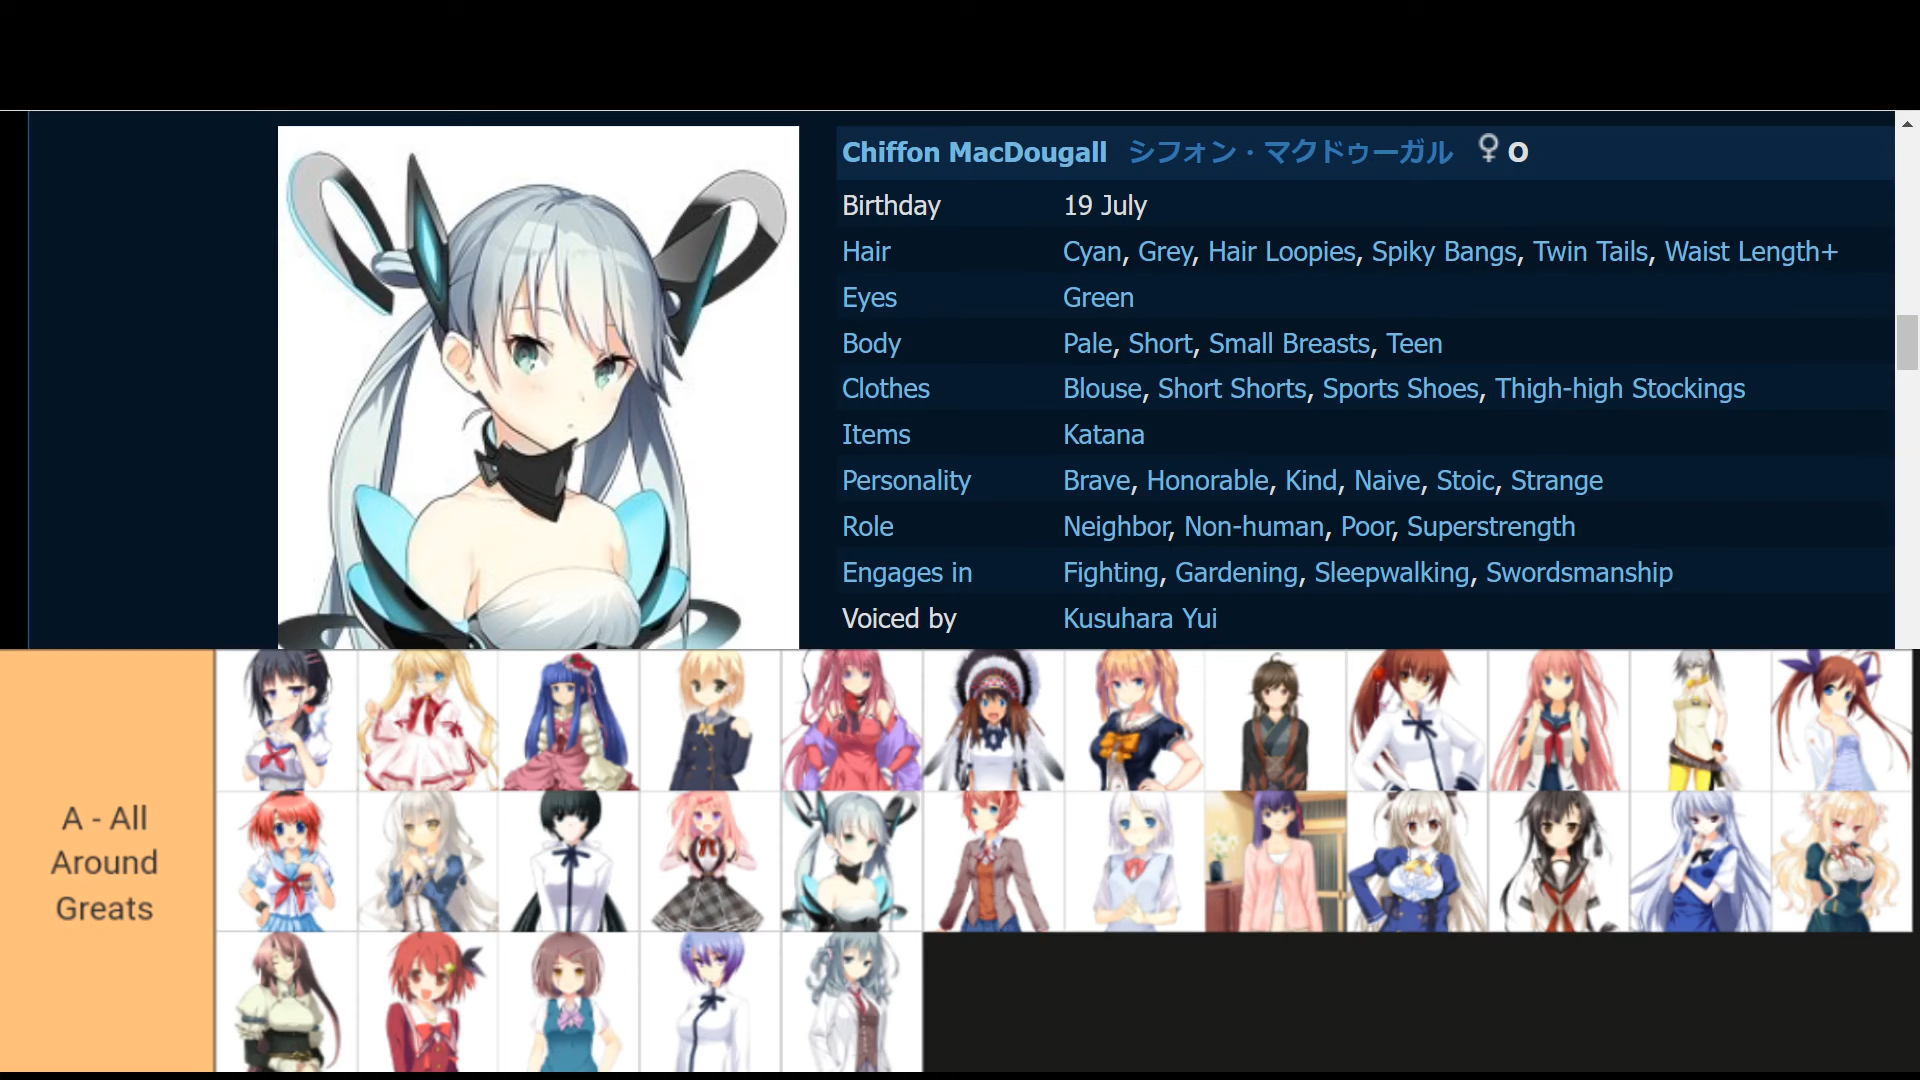 Chiffon MacDougall シフォン・マクドゥーガル ♀ O
Birthday 19 July
Hair Cyan, Grey, Hair Loopies, Spiky Bangs, Twin Tails, Waist Length+
Eyes Green
Body Pale, Short, Small Breasts, Teen
Clothes Blouse, Short Shorts, Sports Shoes, Thigh-high Stockings
Items Katana
Personality Brave, Honorable, Kind, Naive, Stoic, Strange
Role Neighbor, Non-human, Poor, Superstrength
Engages in Fighting, Gardening, Sleepwalking, Swordsmanship
Voiced by Kusuhara Yui
A - All
Around
Greats